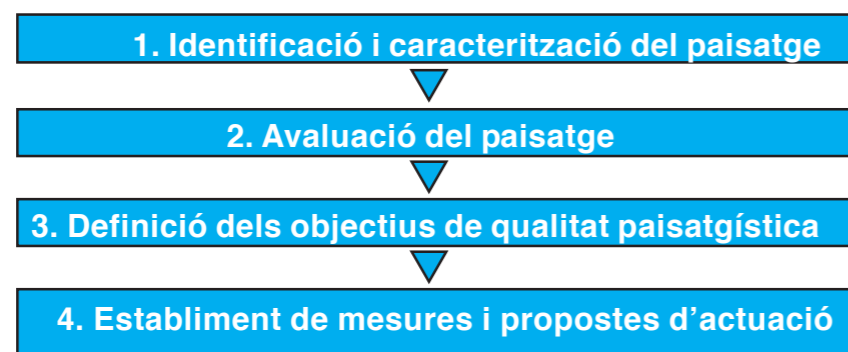 1. Identificació i caracterització del paisatge
2. Avaluació del paisatge
3. Definició dels objectius de qualitat paisatgística
4. Establiment de mesures i propostes d’actuació